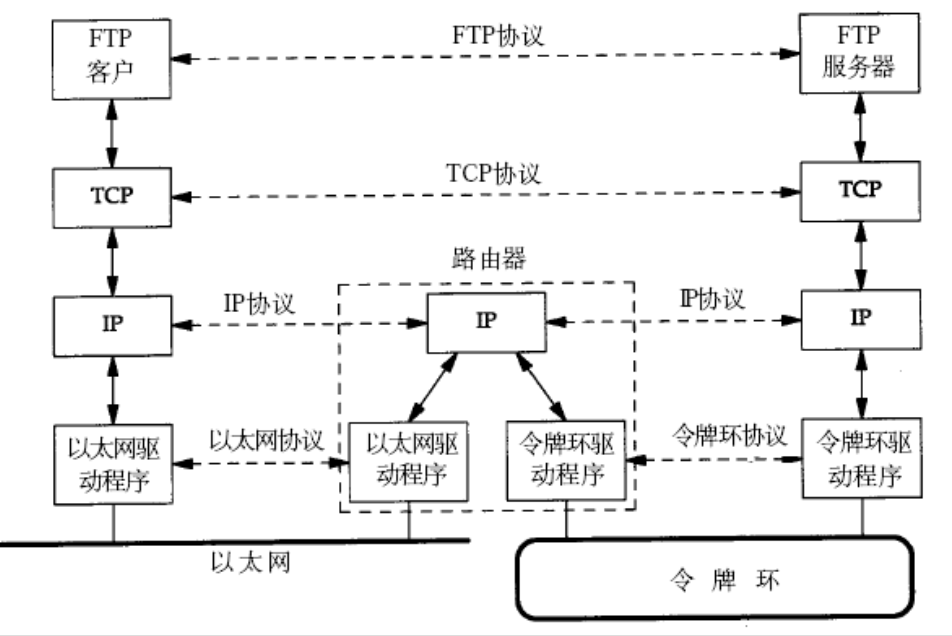 FTP
客户
FTP协议
FTP
服务器
TCP
TCP协议
TCP
路由器
IP
IP协议
IP
IP协议
IP
以太网驱
动程序
以太网协议
以太网驱
动程序
令牌环驱
动程序
令牌环协议
令牌环驱
动程序
以太网
令牌环